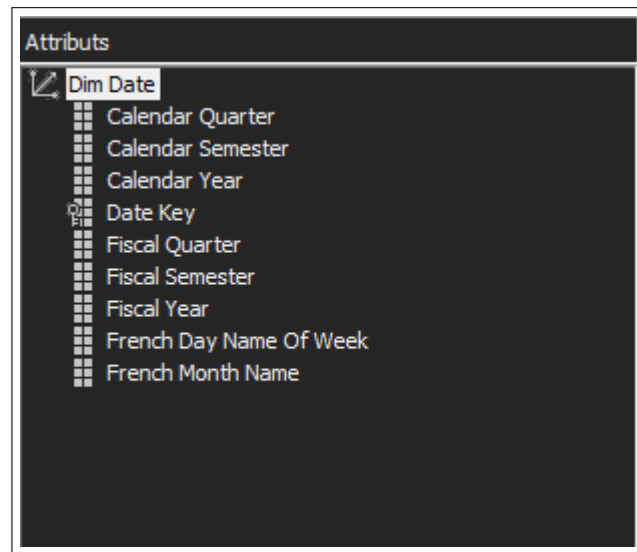 Attributs
Dim Date
Calendar Quarter
Calendar Semester
Calendar Year
Date Key
Fiscal Quarter
Fiscal Semester
Fiscal Year
French Day Name Of Week
French Month Name